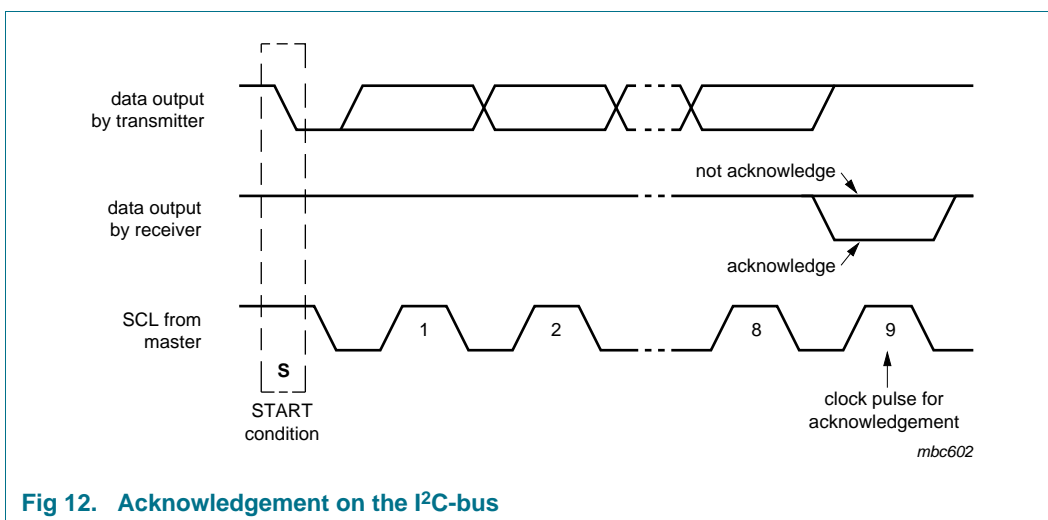 data output
by transmitter
not acknowledge
data output
by receiver
acknowledge
SCL from
master
1
2
8
9
S
START
condition
clock pulse for
acknowledgement
mbc602
Fig 12. Acknowledgement on the I²C-bus